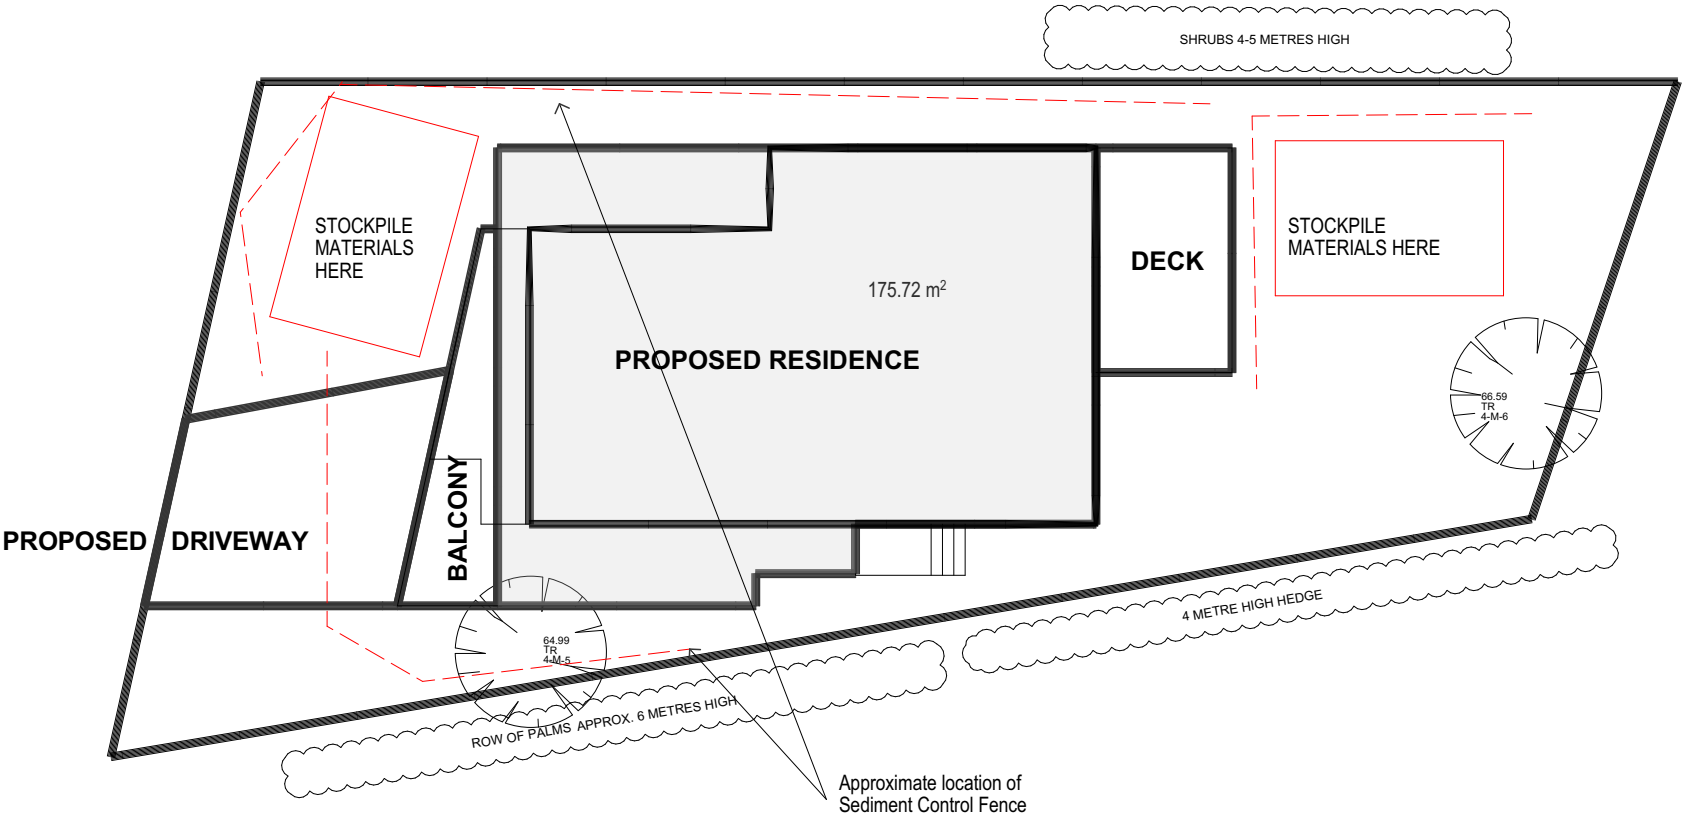 SHRUBS 4-5 METRES HIGH
STOCKPILE
MATERIALS
HERE
STOCKPILE
MATERIALS HERE
DECK
175.72 m²
PROPOSED RESIDENCE
66.59
TR
4-M-6
BALCONY
PROPOSED DRIVEWAY
64.99
TR
4-M-5
4 METRE HIGH HEDGE
ROW OF PALMS APPROX. 6 METRES HIGH
Approximate location of
Sediment Control Fence